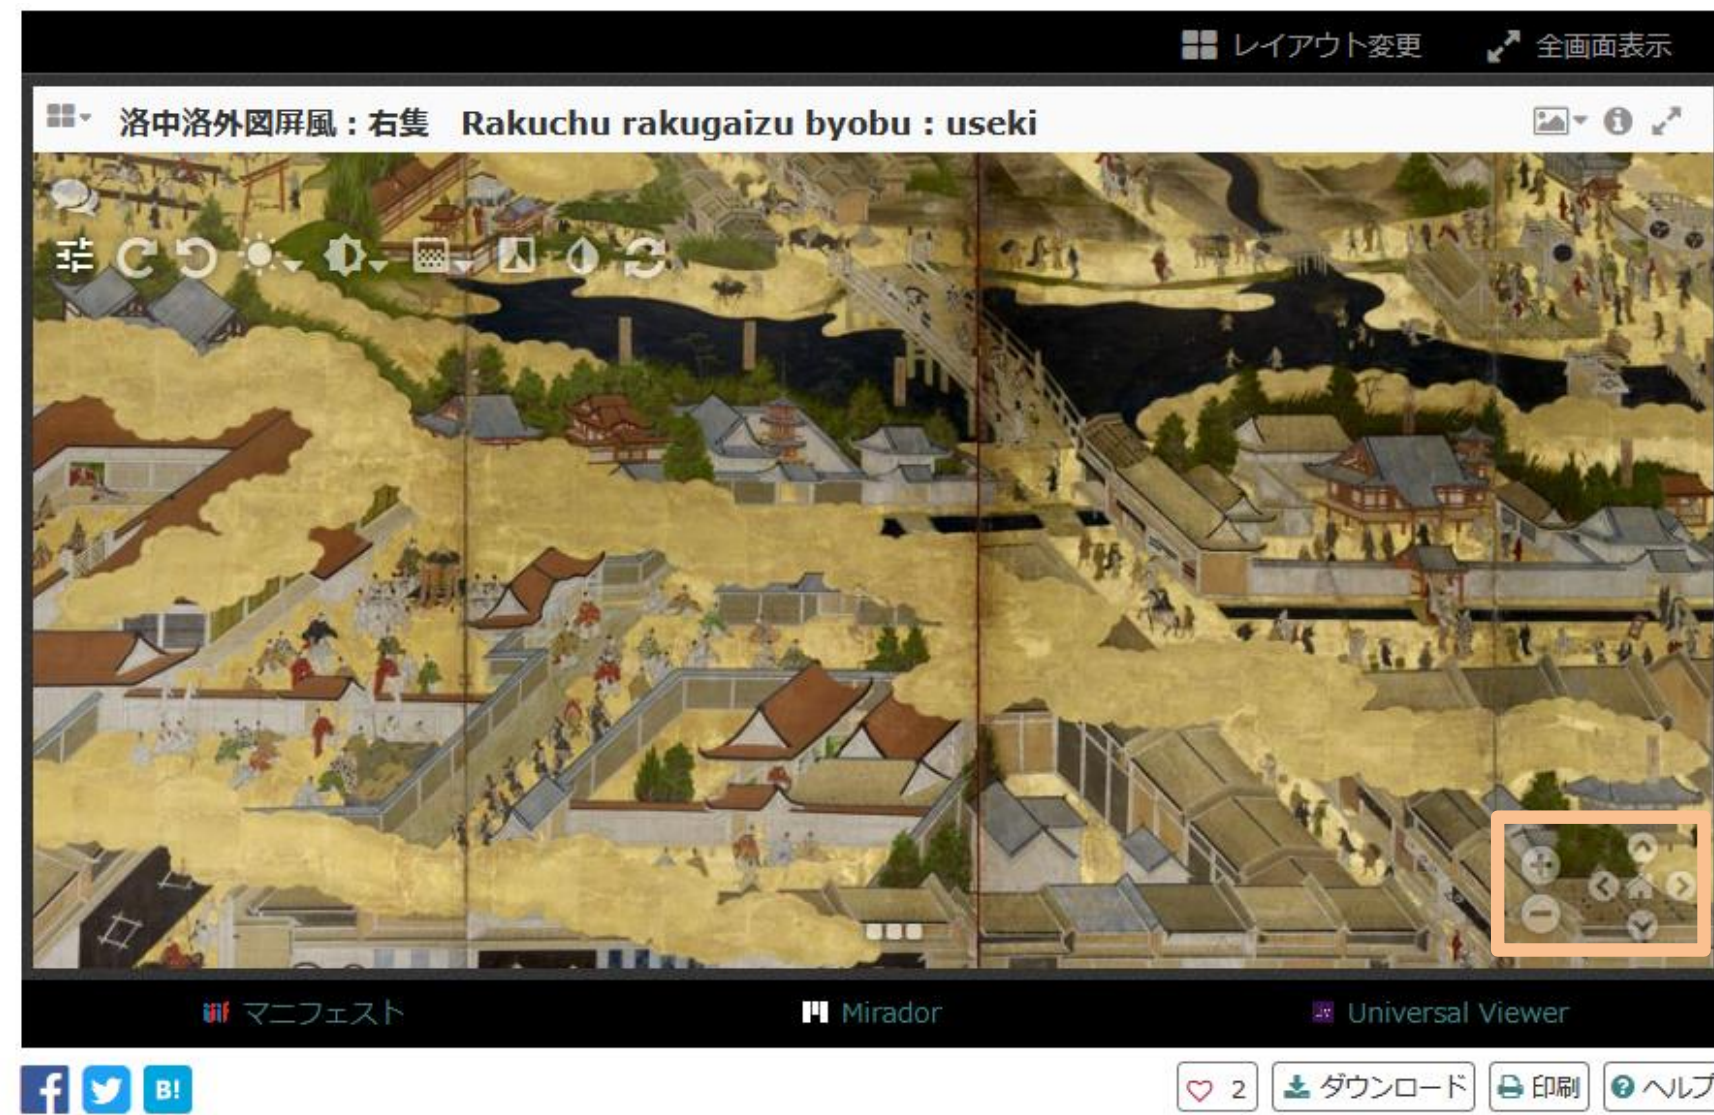 レイアウト変更 全画面表示
洛中洛外図屏風：右隻 Rakuchu rakugaizu byobu : useki
マニフェスト Mirador Universal Viewer
B! 2 ダウンロード 印刷 ヘルプ